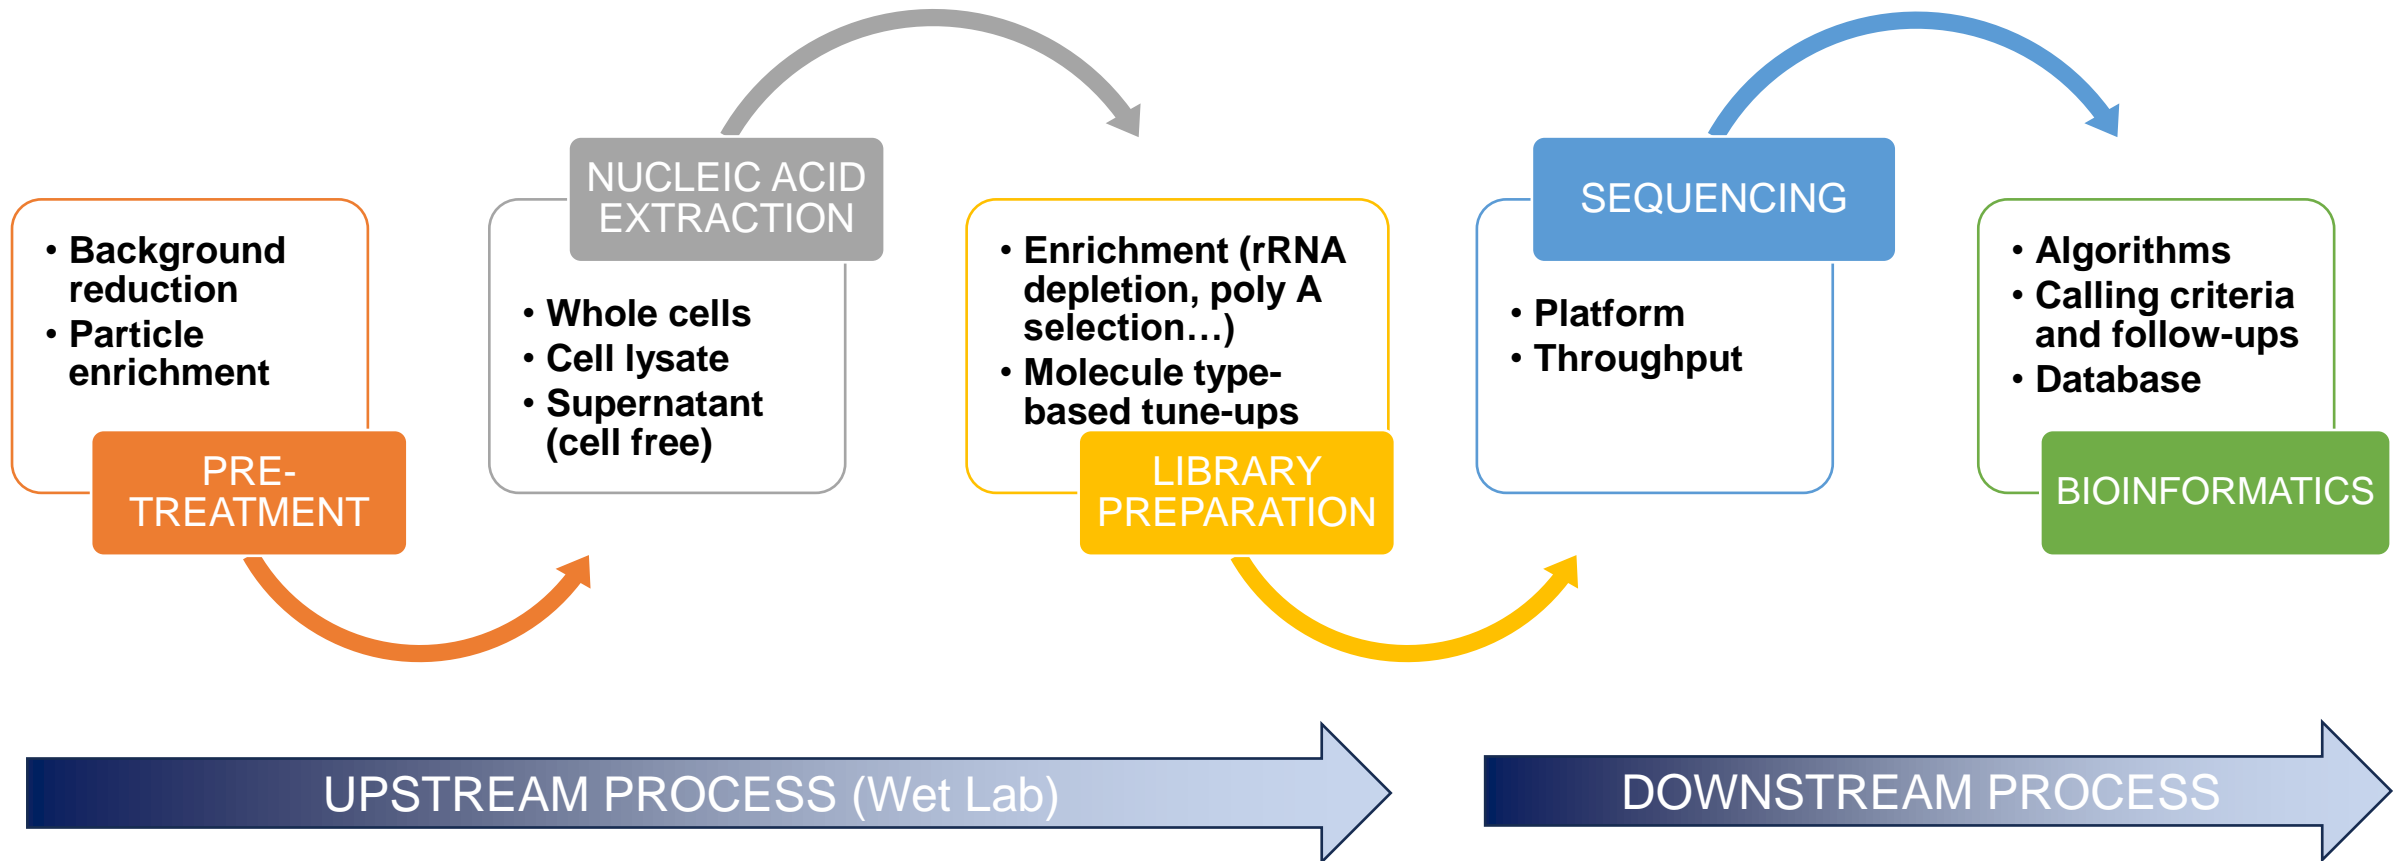 • Background
reduction
• Particle
enrichment
PRE-
TREATMENT
NUCLEIC ACID
EXTRACTION
• Whole cells
• Cell lysate
• Supernatant
(cell free)
• Enrichment (rRNA
depletion, poly A
selection…)
• Molecule type-
based tune-ups
LIBRARY
PREPARATION
SEQUENCING
• Platform
• Throughput
• Algorithms
• Calling criteria
and follow-ups
• Database
BIOINFORMATICS
UPSTREAM PROCESS (Wet Lab)
DOWNSTREAM PROCESS